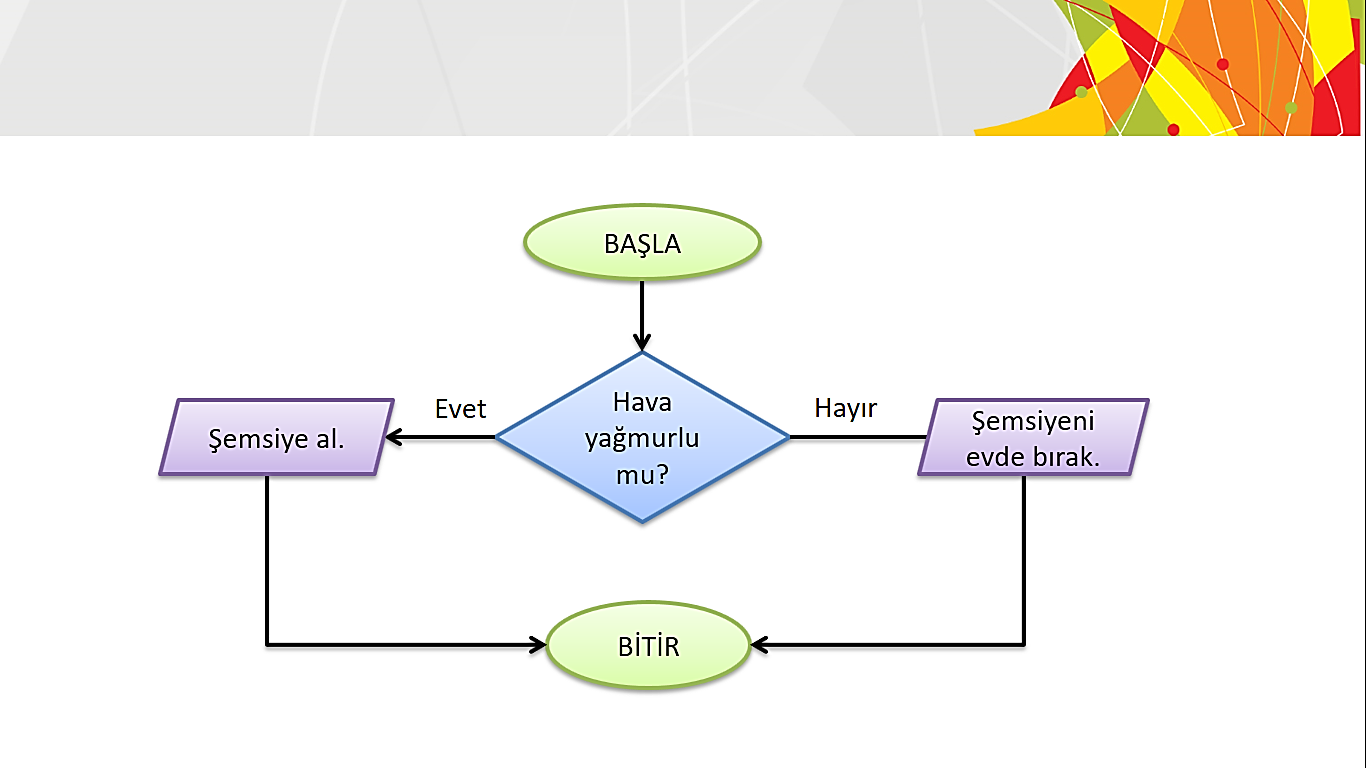 BAŞLA
Evet
Hava
yağmurlu
mu?
Hayır
Şemsiye al.
Şemsiyeni
evde bırak.
BİTİR